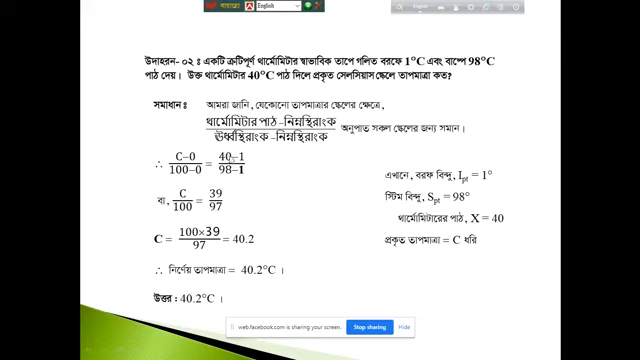 বাংলা
English
উদাহরন-০২ ঃ একটি ত্রুটিপূর্ণ থার্মোমিটার স্বাভাবিক তাপে গলিত বরফে 1°C এবং বাষ্পে 98°C
পাঠ দেয়। উক্ত থার্মোমিটার 40°C পাঠ দিলে প্রকৃত সেলসিয়াস স্কেলে তাপমাত্রা কত?
সমাধান ঃ আমরা জানি, যেকোনো তাপমাত্রার স্কেলের ক্ষেত্রে,
থার্মোমিটার পাঠ –নিম্নস্থিরাংক
ঊর্ধ্বস্থিরাংক –নিম্নস্থিরাংক
অনুপাত সকল স্কেলের জন্য সমান।
∴ C–0/100–0 = 40–1/98–1
এখানে, বরফ বিন্দু, Ipt = 1°
বা, C/100 = 39/97
স্টিম বিন্দু, Spt = 98°
থার্মোমিটারের পাঠ, X = 40
C = 100×39/97 = 40.2
প্রকৃত তাপমাত্রা = C ধরি
∴ নির্ণেয় তাপমাত্রা = 40.2°C ।
উত্তর : 40.2°C ।
web.facebook.com is sharing your screen.
Stop sharing
Hide